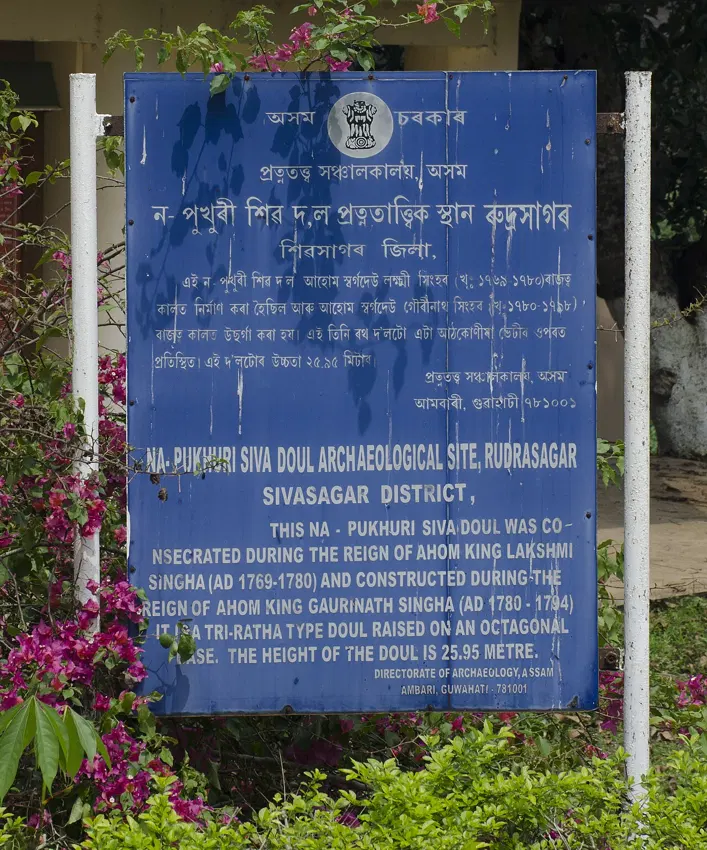 অসম চৰকাৰ
প্ৰত্নতত্ত্ব সঞ্চালকালয়, অসম
ন- পুখুৰী শিৱ দ,ল প্ৰত্নতাত্ত্বিক স্থান ৰুদ্ৰসাগৰ
শিৱসাগৰ জিলা,
এই ন. পুখুৰী শিৱ দ'ল আহোম স্বৰ্গদেউ লক্ষ্মী সিংহৰ (খৃ: ১৭৬৯ ১৭৮০) ৰাজত্ব
কালত নিৰ্মাণ কৰা হৈছিল আৰু আহোম স্বৰ্গদেউ গৌৰীনাথ সিংহৰ (খৃ:১৭৮০-১৭৯৮)
ৰাজত্ব কালত উছৰ্গা কৰা হয়। এই তিনি ৰথ দ'লটো এটা আঠকোণীয়া ভেটিৰ ওপৰত
প্ৰতিস্থিত। এই দ'লটোৰ উচ্চতা ২৫.৯৫ মিটাৰ
প্ৰত্নতত্ত্ব সঞ্চালকালয়, অসম
আমবাৰী, গুৱাহাটী ৭৮১০০১
NA- PUKHURI SIVA DOUL ARCHAEOLOGICAL SITE, RUDRASAGAR
SIVASAGAR DISTRICT,
THIS NA - PUKHURI SIVA DOUL WAS CO-
NSECRATED DURING THE REIGN OF AHOM KING LAKSHMI
SINGHA (AD 1769-1780) AND CONSTRUCTED DURING THE
REIGN OF AHOM KING GAURINATH SINGHA (AD 1780 - 1794)
IT IS A TRI-RATHA TYPE DOUL RAISED ON AN OCTAGONAL
BASE. THE HEIGHT OF THE DOUL IS 25.95 METRE.
DIRECTORATE OF ARCHAEOLOGY, ASSAM
AMBARI, GUWAHATI - 781001